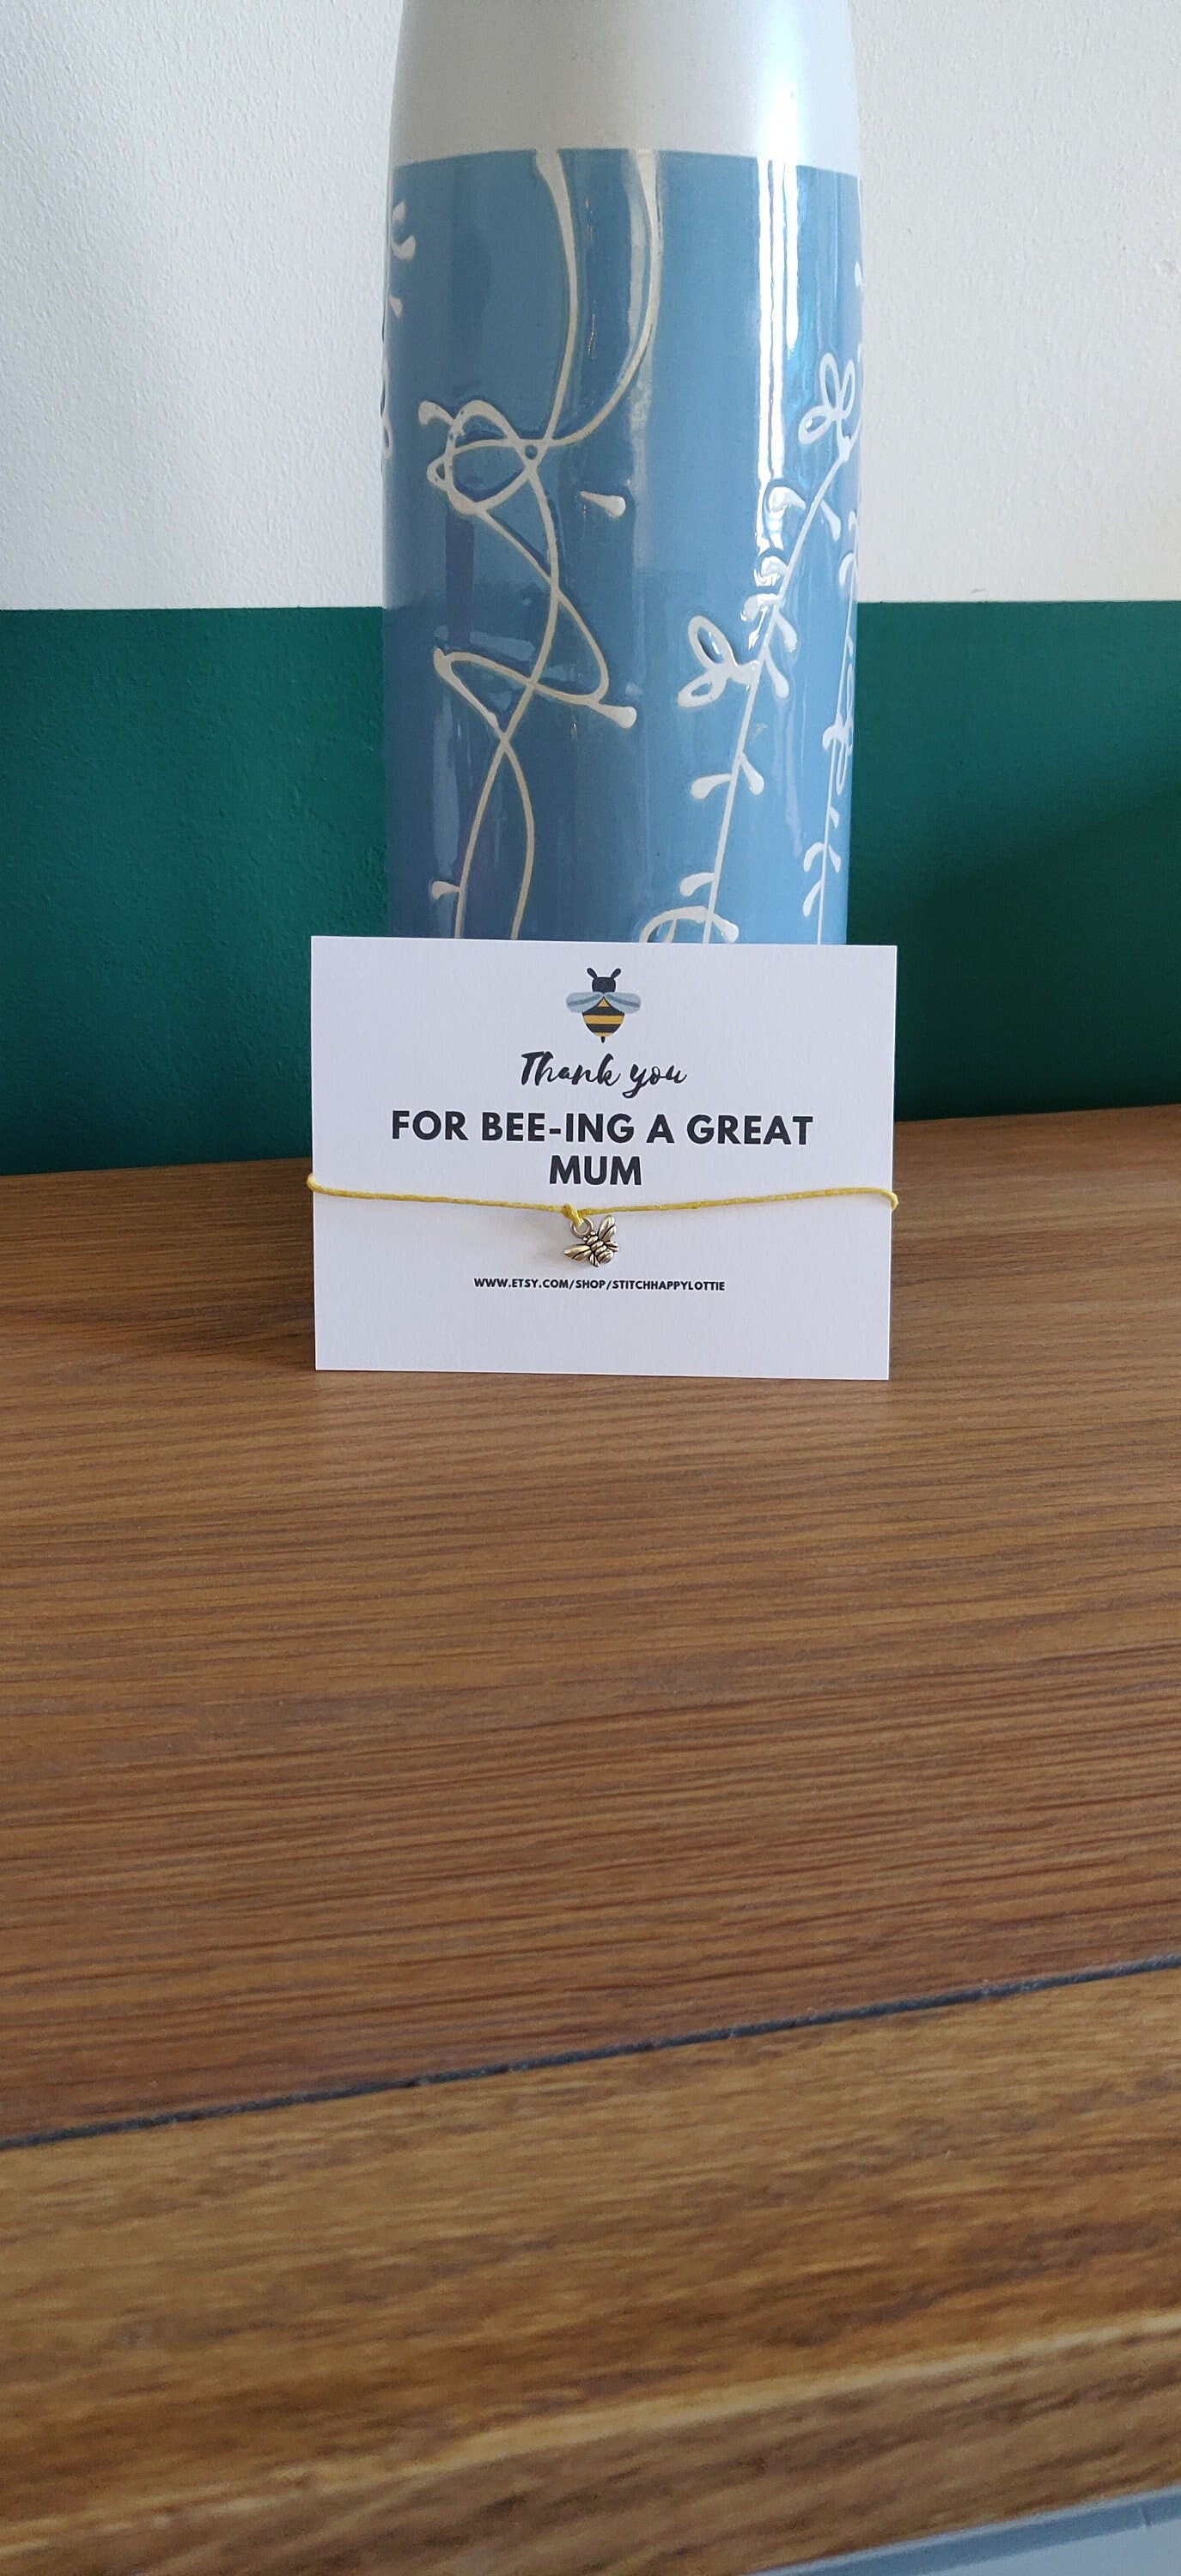 Thank you
FOR BEE-ING A GREAT
MUM
WWW.ETSY.COM/SHOP/STITCHHAPPYLOTTIE